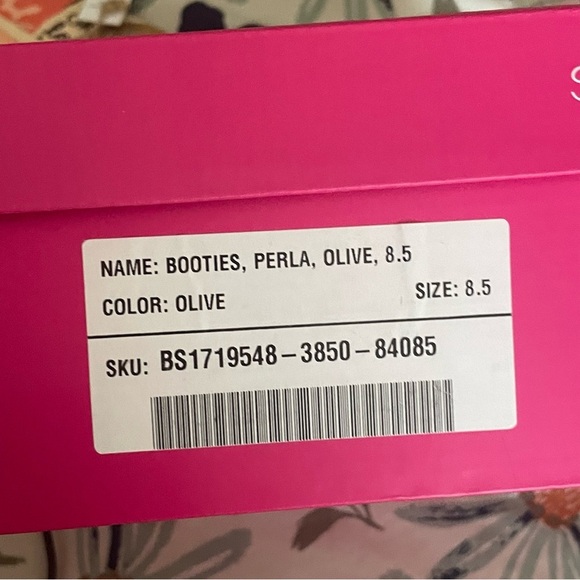 NAME: BOOTIES, PERLA, OLIVE, 8.5
COLOR: OLIVE SIZE: 8.5
SKU: BS1719548-3850-84085